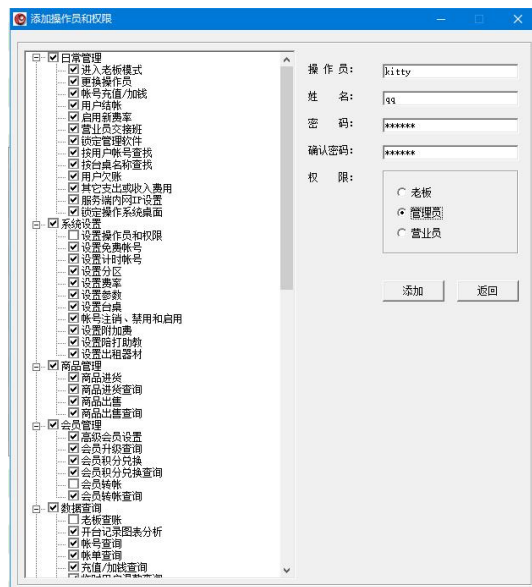 添加操作员和权限
日常管理
进入老板模式
更换操作员
帐号充值/加钱
用户结帐
启用新费率
营业员交接班
锁定管理软件
按用户帐号查找
按台桌名称查找
用户欠账
其它支出或收入费用
服务端内网IP设置
锁定操作系统桌面
系统设置
设置操作员和权限
设置免费帐号
设置计时帐号
设置分区
设置费率
设置参数
设置台桌
帐号注销、禁用和启用
设置附加费
设置陪打助教
设置出租器材
商品管理
商品进货
商品进货查询
商品出售
商品出售查询
会员管理
高级会员设置
会员升级查询
会员积分兑换
会员积分兑换查询
会员转帐
会员转帐查询
数据查询
老板查账
开台记录图表分析
帐号查询
帐单查询
充值/加钱查询
操 作 员: kitty
姓 名: qq
密 码: ******
确认密码: ******
权 限:
老板
管理员
营业员
添加 返回